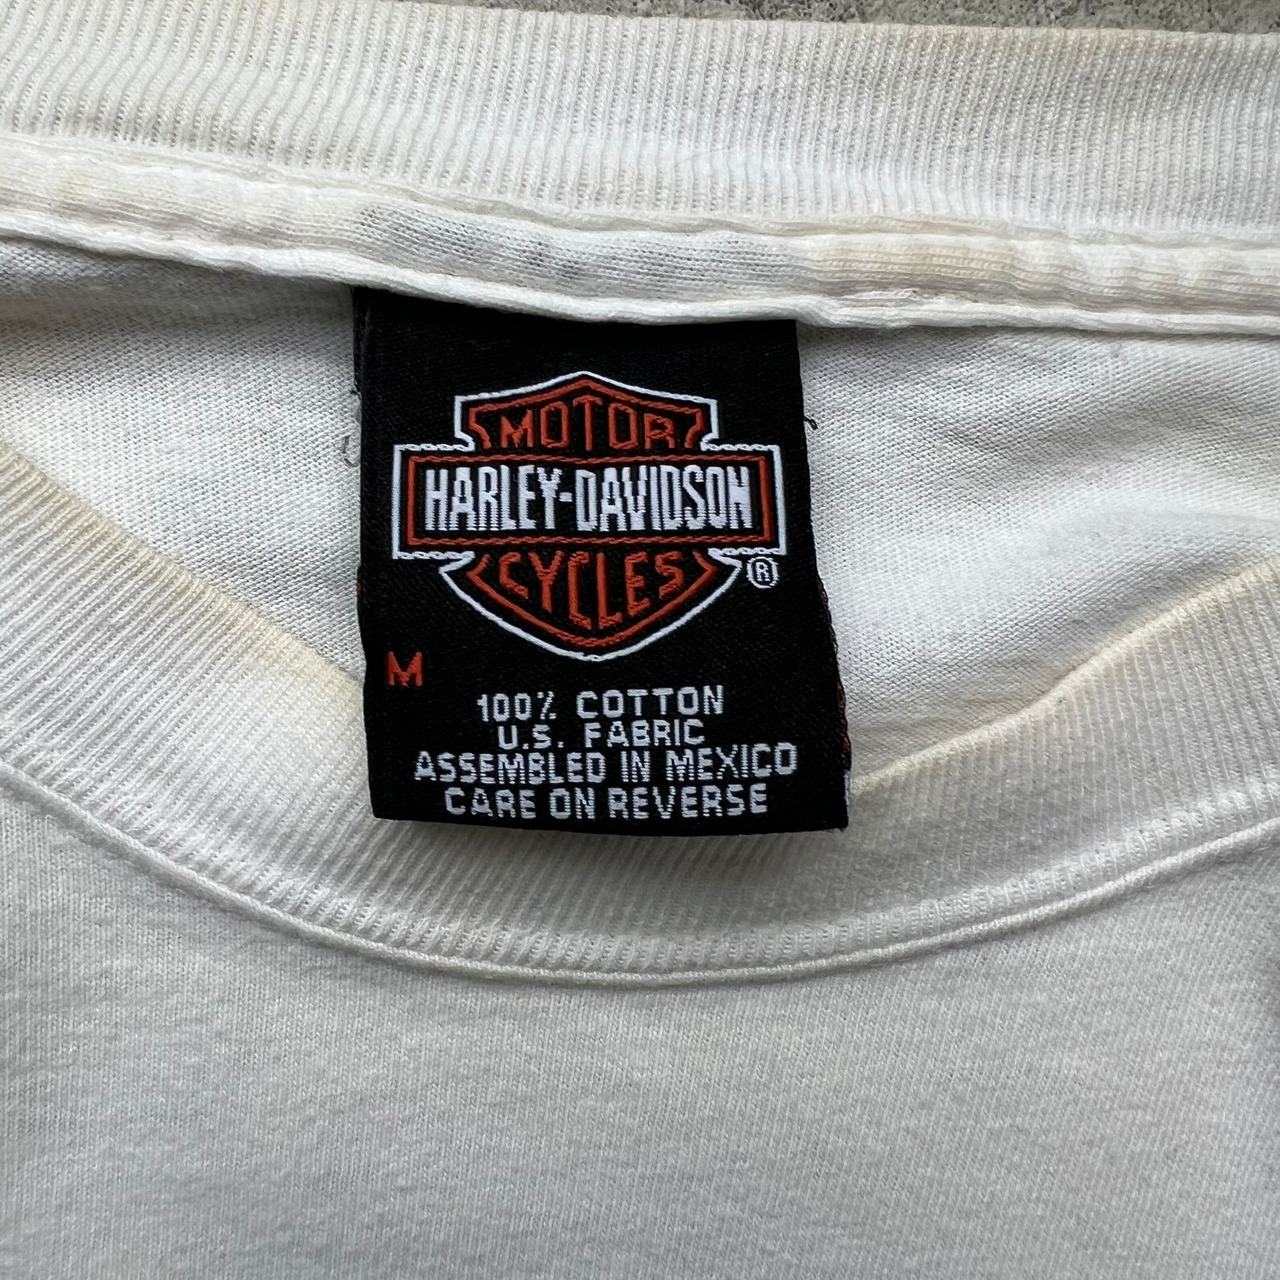 MOTOR
HARLEY-DAVIDSON
CYCLES
®
M
100% COTTON
U.S. FABRIC
ASSEMBLED IN MEXICO
CARE ON REVERSE